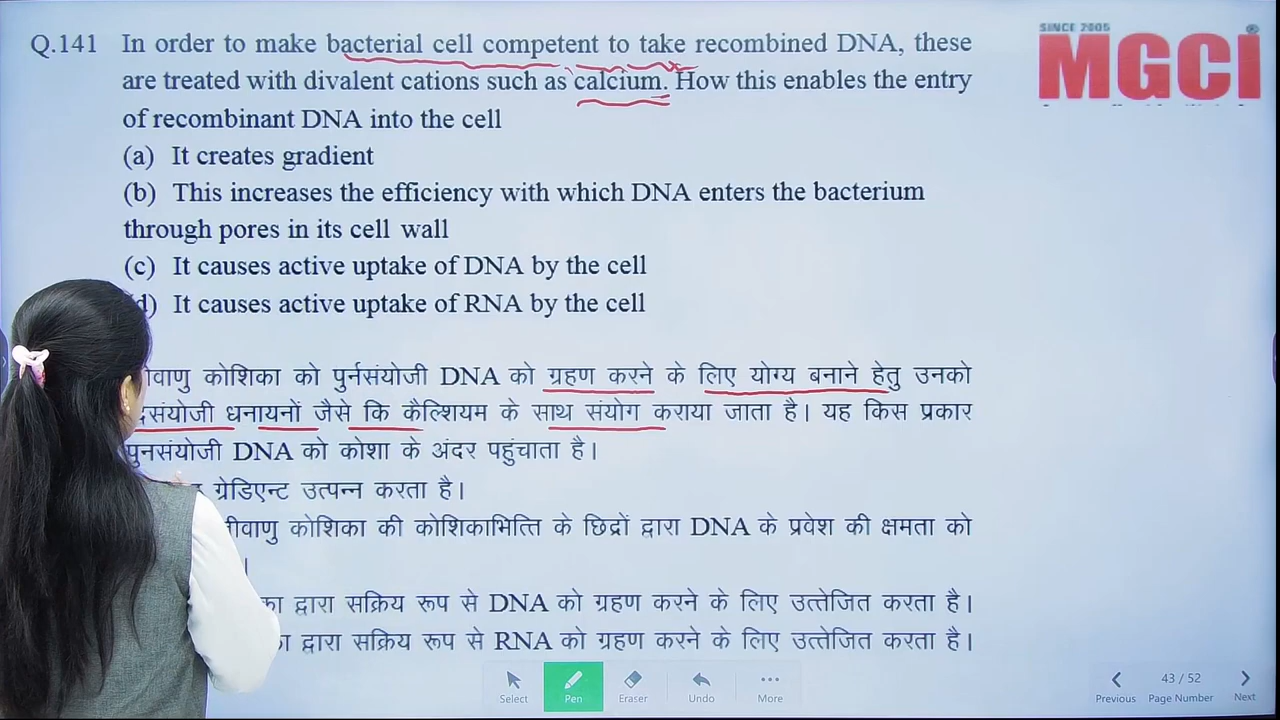 SINCE 2005
MGCI
Q.141 In order to make bacterial cell competent to take recombined DNA, these
are treated with divalent cations such as calcium. How this enables the entry
of recombinant DNA into the cell
(a) It creates gradient
(b) This increases the efficiency with which DNA enters the bacterium
through pores in its cell wall
(c) It causes active uptake of DNA by the cell
d) It causes active uptake of RNA by the cell
कोशिका को पुर्नसंयोजी DNA को ग्रहण करने के लिए योग्य बनाने हेतु उनको
धनायनों जैसे कि कैल्शियम के साथ संयोग कराया जाता है। यह किस प्रकार
पुनसंयोजी DNA को कोशा के अंदर पहुंचाता है।
ग्रेडिएन्ट उत्पन्न करता है।
कोशिका की कोशिकाभित्ति के छिद्रों द्वारा DNA के प्रवेश की क्षमता को
।
द्वारा सक्रिय रूप से DNA को ग्रहण करने के लिए उत्तेजित करता है।
द्वारा सक्रिय रूप से RNA को ग्रहण करने के लिए उत्तेजित करता है।
Select Pen Eraser Undo More
43 / 52
Previous Page Number Next